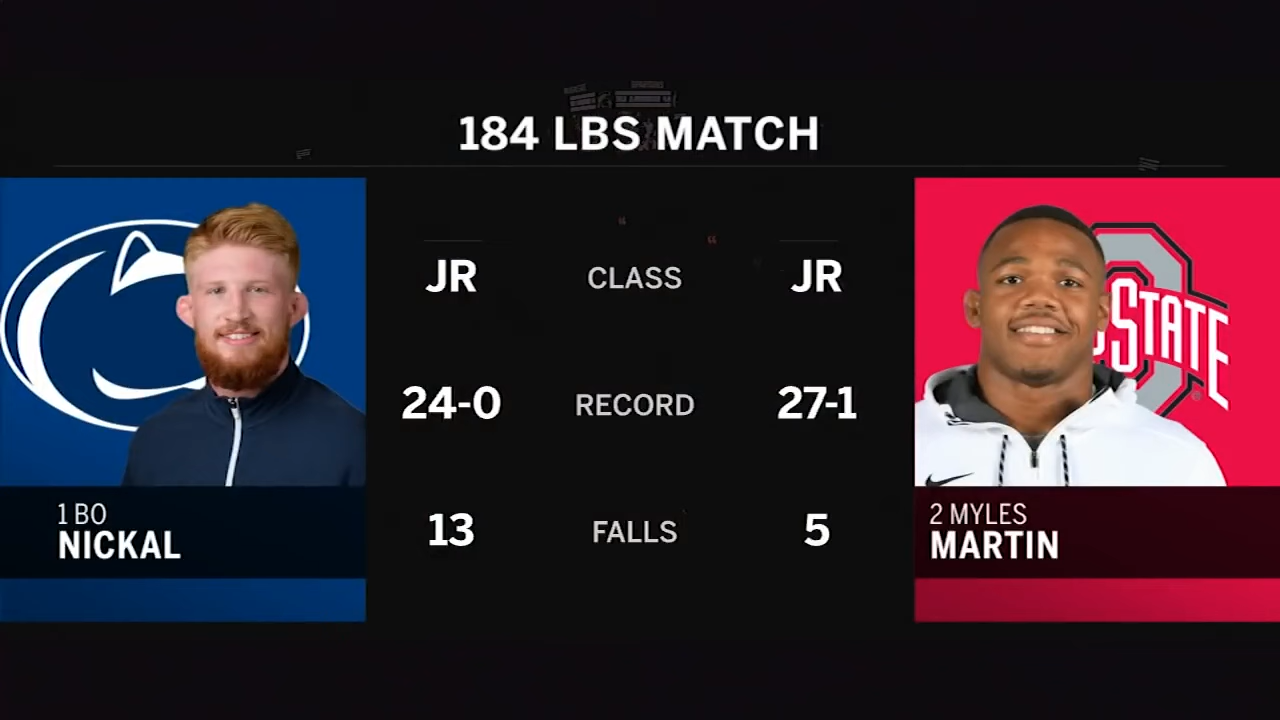 184 LBS MATCH
JR CLASS JR
24-0 RECORD 27-1
13 FALLS 5
1 BO
NICKAL
2 MYLES
MARTIN
STATE